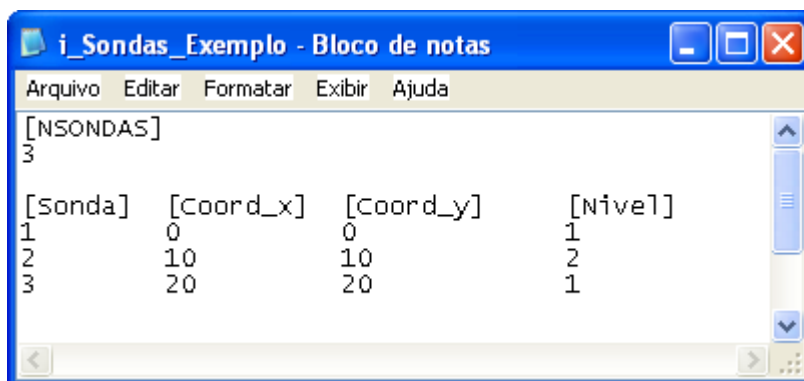 i_Sondas_Exemplo - Bloco de notas
Arquivo Editar Formatar Exibir Ajuda
[NSONDAS]
3
[Sonda] [Coord_x] [Coord_y] [Nivel]
1 0 0 1
2 10 10 2
3 20 20 1